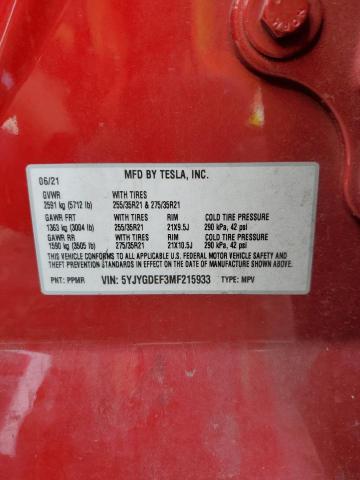 06/21 MFD BY TESLA, INC.
GVWR WITH TIRES
2591 kg (5712 lb) 255/35R21 & 275/35R21
GAWR FRT WITH TIRES RIM COLD TIRE PRESSURE
1363 kg (3004 lb) 255/35R21 21X9.5J 290 kPa, 42 psi
GAWR RR WITH TIRES RIM COLD TIRE PRESSURE
1590 kg (3505 lb) 275/35R21 21X10.5J 290 kPa, 42 psi
THIS VEHICLE CONFORMS TO ALL APPLICABLE U.S. FEDERAL MOTOR VEHICLE SAFETY AND
THEFT PREVENTION STANDARDS IN EFFECT ON THE DATE OF MANUFACTURE SHOWN ABOVE.
PNT: PPMR VIN: 5YJYGDEF3MF215933 TYPE: MPV